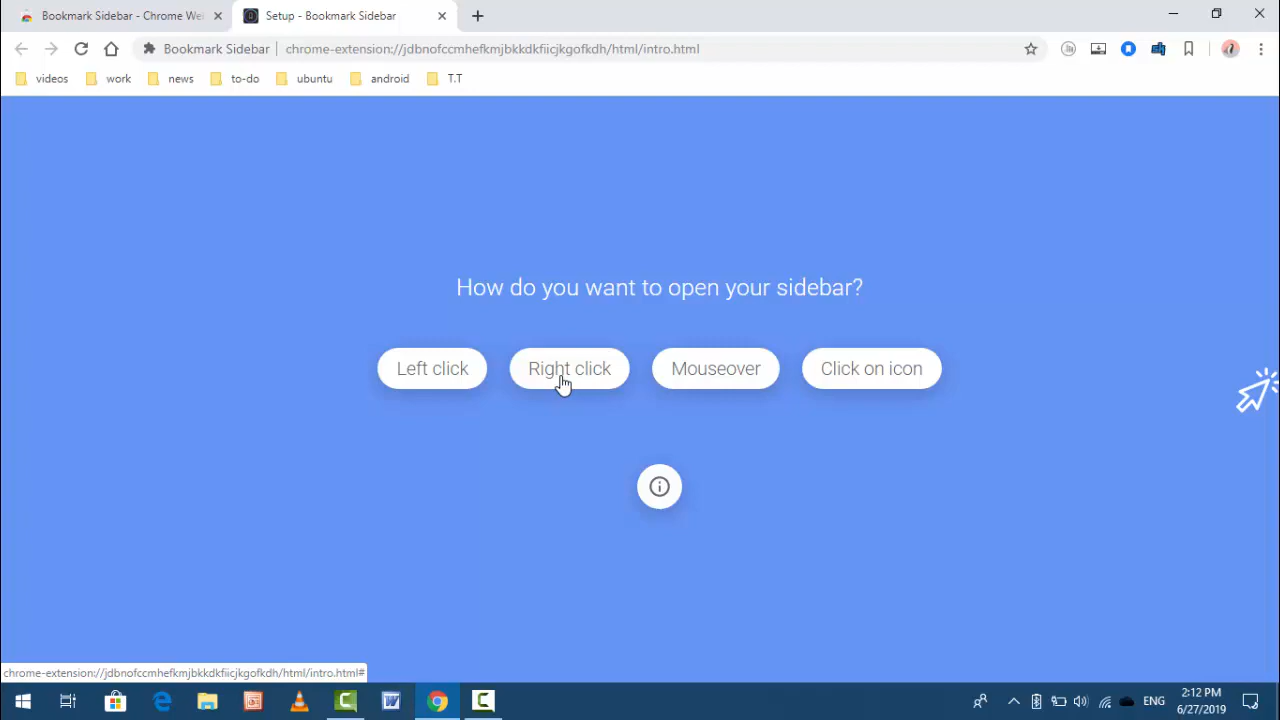 Bookmark Sidebar - Chrome We
Setup - Bookmark Sidebar
Bookmark Sidebar
chrome-extension://jdbnofccmhefkmjbkkdkfiicjkgofkdh/html/intro.html
videos work news to-do ubuntu android T.T
How do you want to open your sidebar?
Left click Right click Mouseover Click on icon
chrome-extension://jdbnofccmhefkmjbkkdkfiicjkgofkdh/html/intro.html#
ENG
2:12 PM
6/27/2019